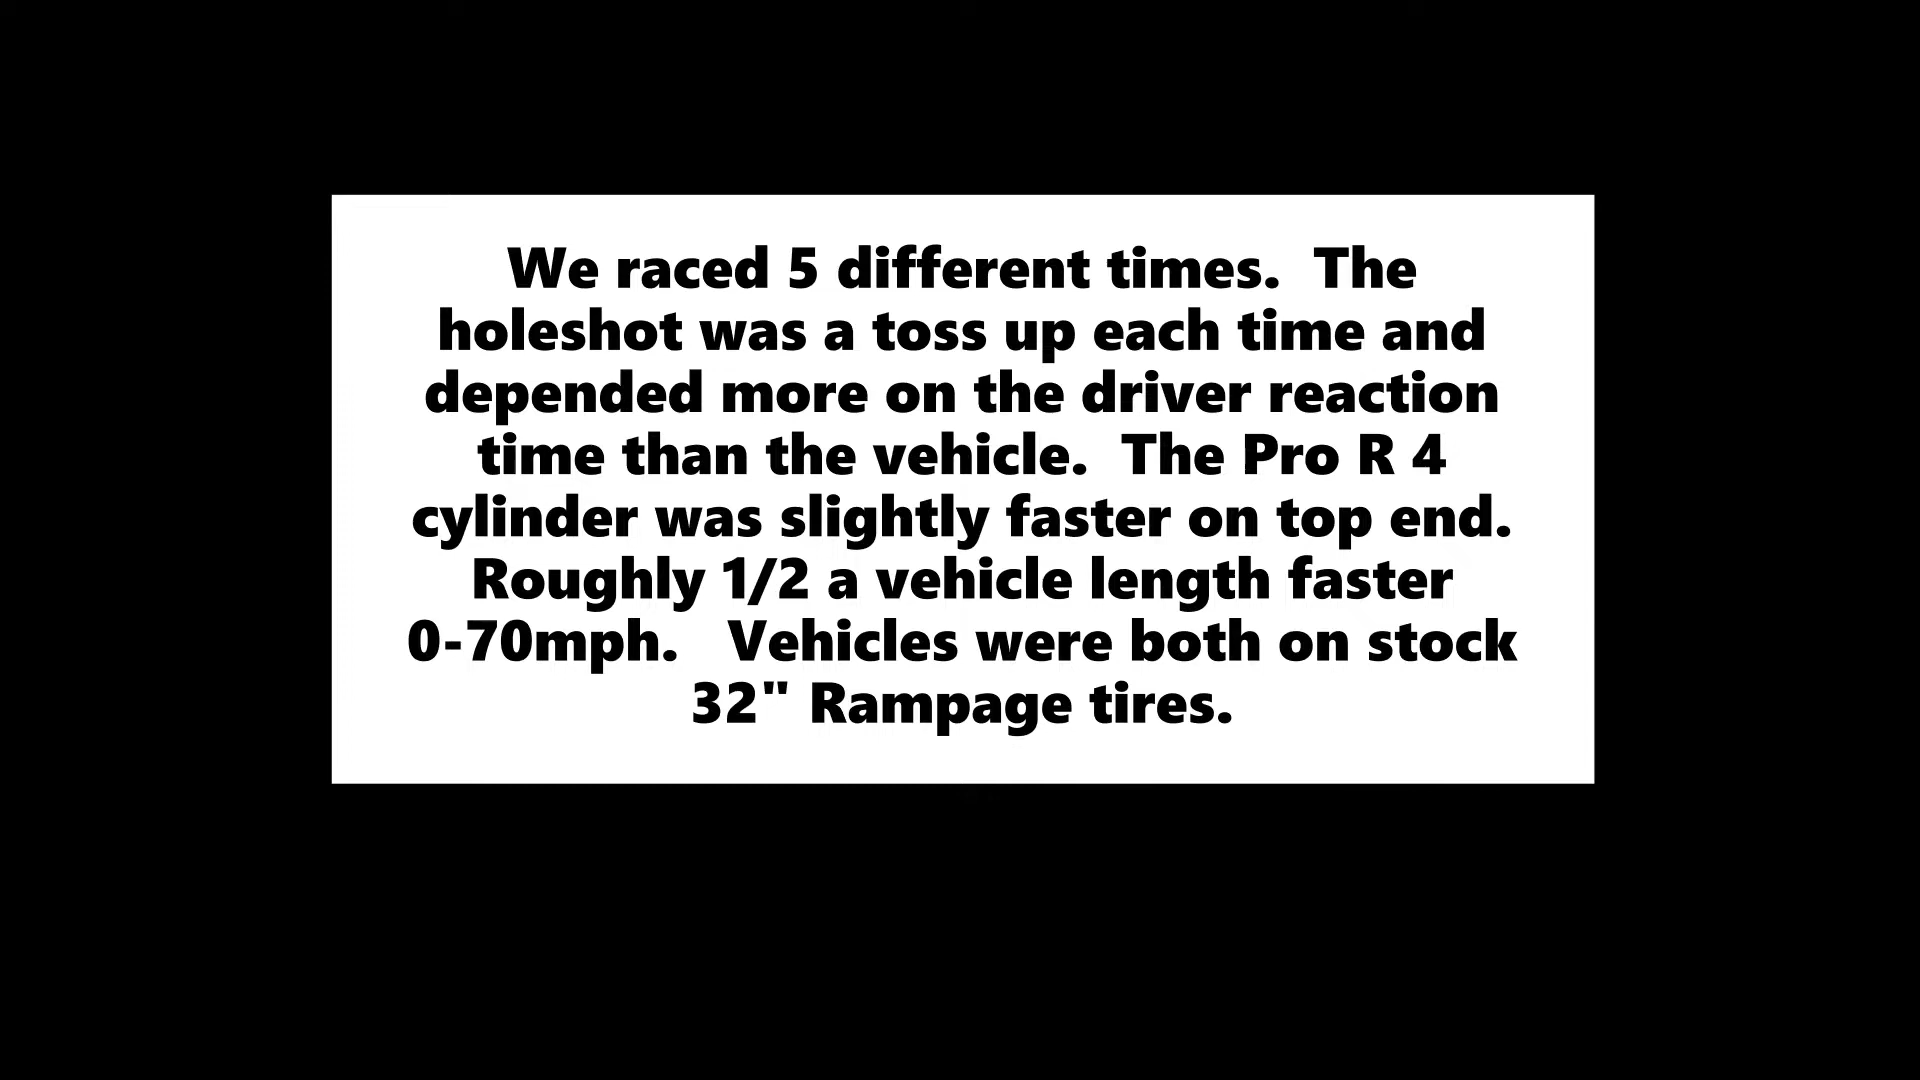 We raced 5 different times.  The
holeshot was a toss up each time and
depended more on the driver reaction
time than the vehicle.  The Pro R 4
cylinder was slightly faster on top end.
Roughly 1/2 a vehicle length faster
0-70mph.   Vehicles were both on stock
32" Rampage tires.